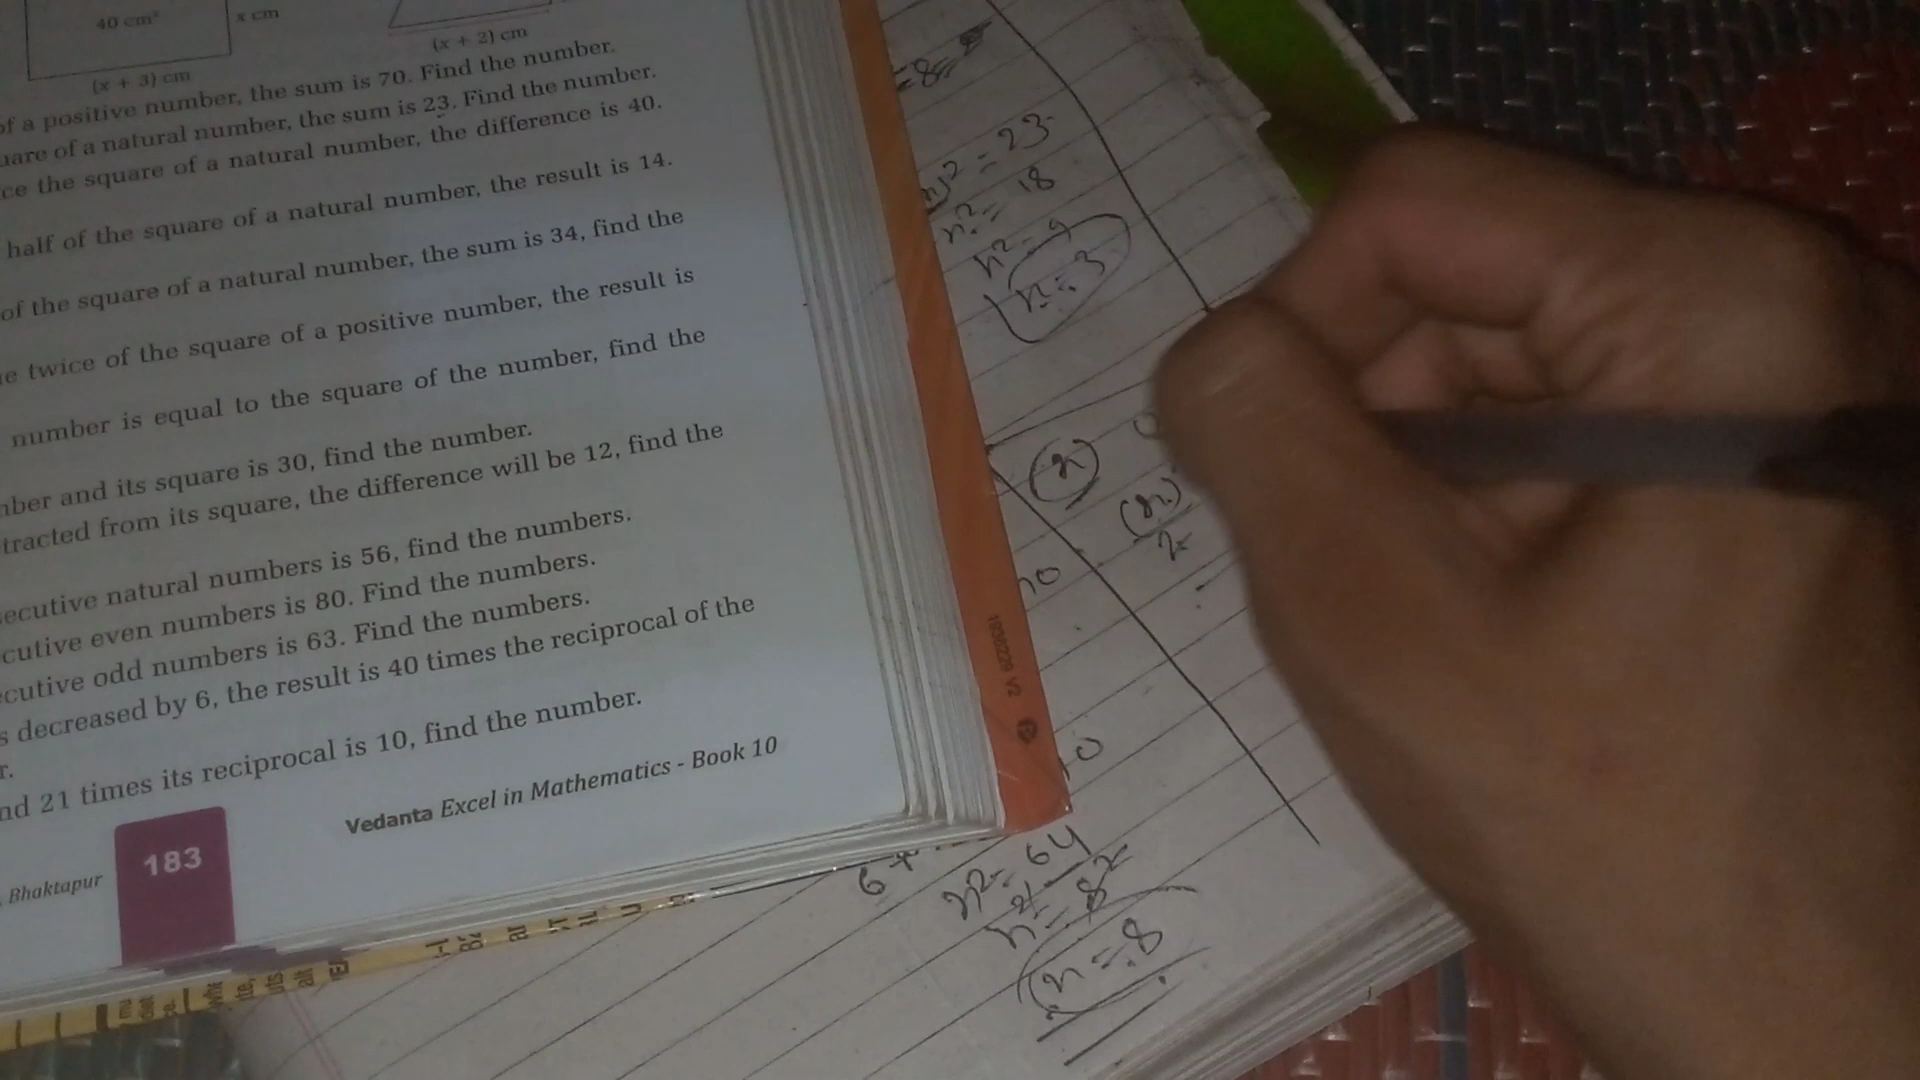 40 cm²
x cm
(x + 3) cm
(x + 2) cm
of a positive number, the sum is 70. Find the number.
uare of a natural number, the sum is 23. Find the number.
ce the square of a natural number, the difference is 40.
half of the square of a natural number, the result is 14.
of the square of a natural number, the sum is 34, find the
e twice of the square of a positive number, the result is
number is equal to the square of the number, find the
ber and its square is 30, find the number.
tracted from its square, the difference will be 12, find the
ecutive natural numbers is 56, find the numbers.
cutive even numbers is 80. Find the numbers.
cutive odd numbers is 63. Find the numbers.
s decreased by 6, the result is 40 times the reciprocal of the
r.
nd 21 times its reciprocal is 10, find the number.
Vedanta Excel in Mathematics - Book 10
183
, Bhaktapur
= 23
= 18
n² = 9
n = 3
(n)
2
n² = 64
n² = 8²
n = 8